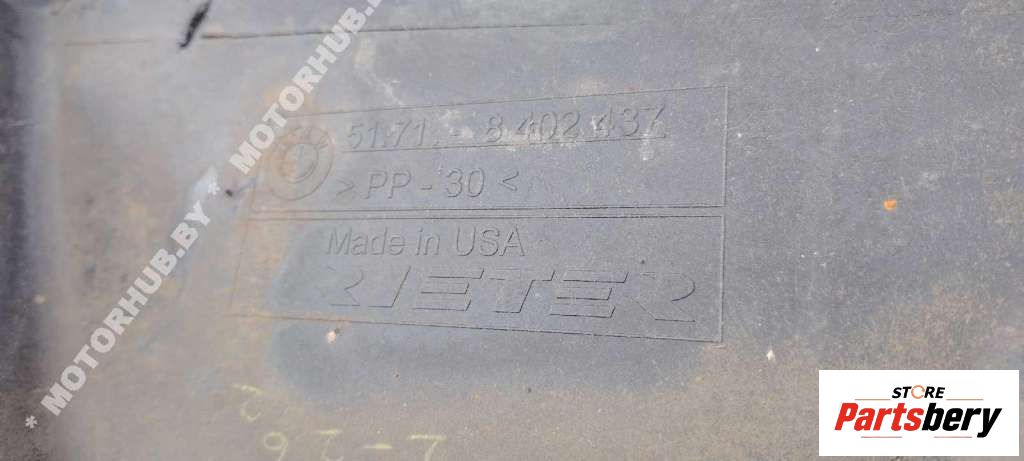 * MOTORHUB.BY * MOTORHUB.BY
51.71 - 8 402 437
> PP - 30 <
Made in USA
RIETER
STORE
Partsbery